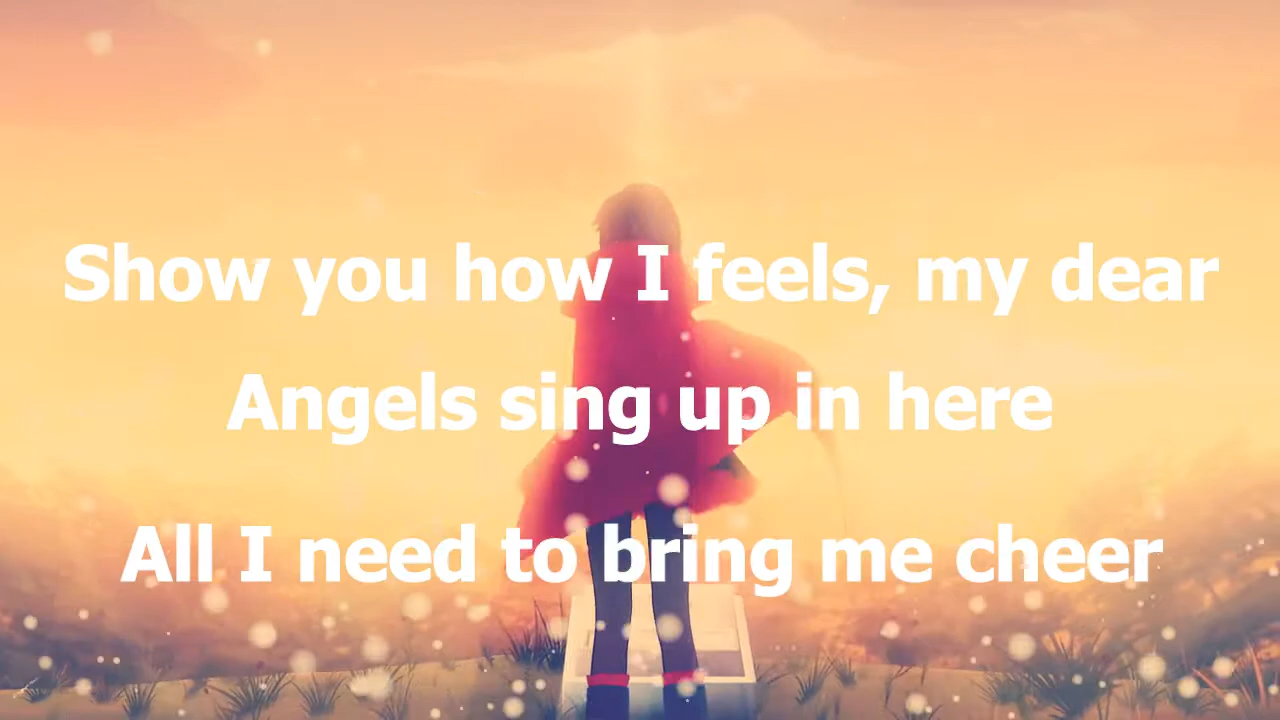 Show you how I feels, my dear
Angels sing up in here
All I need to bring me cheer